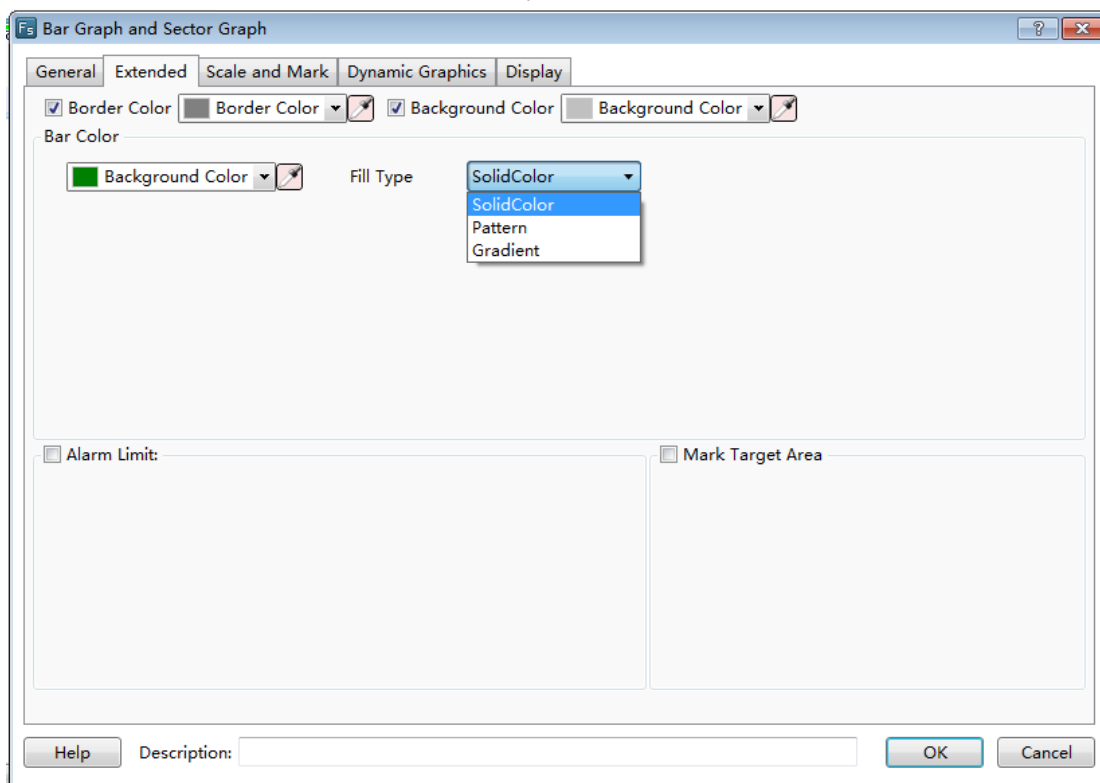 Fs Bar Graph and Sector Graph ?
General Extended Scale and Mark Dynamic Graphics Display
Border Color Border Color Background Color Background Color
Bar Color
Background Color Fill Type SolidColor
SolidColor
Pattern
Gradient
Alarm Limit: Mark Target Area
Help Description: OK Cancel